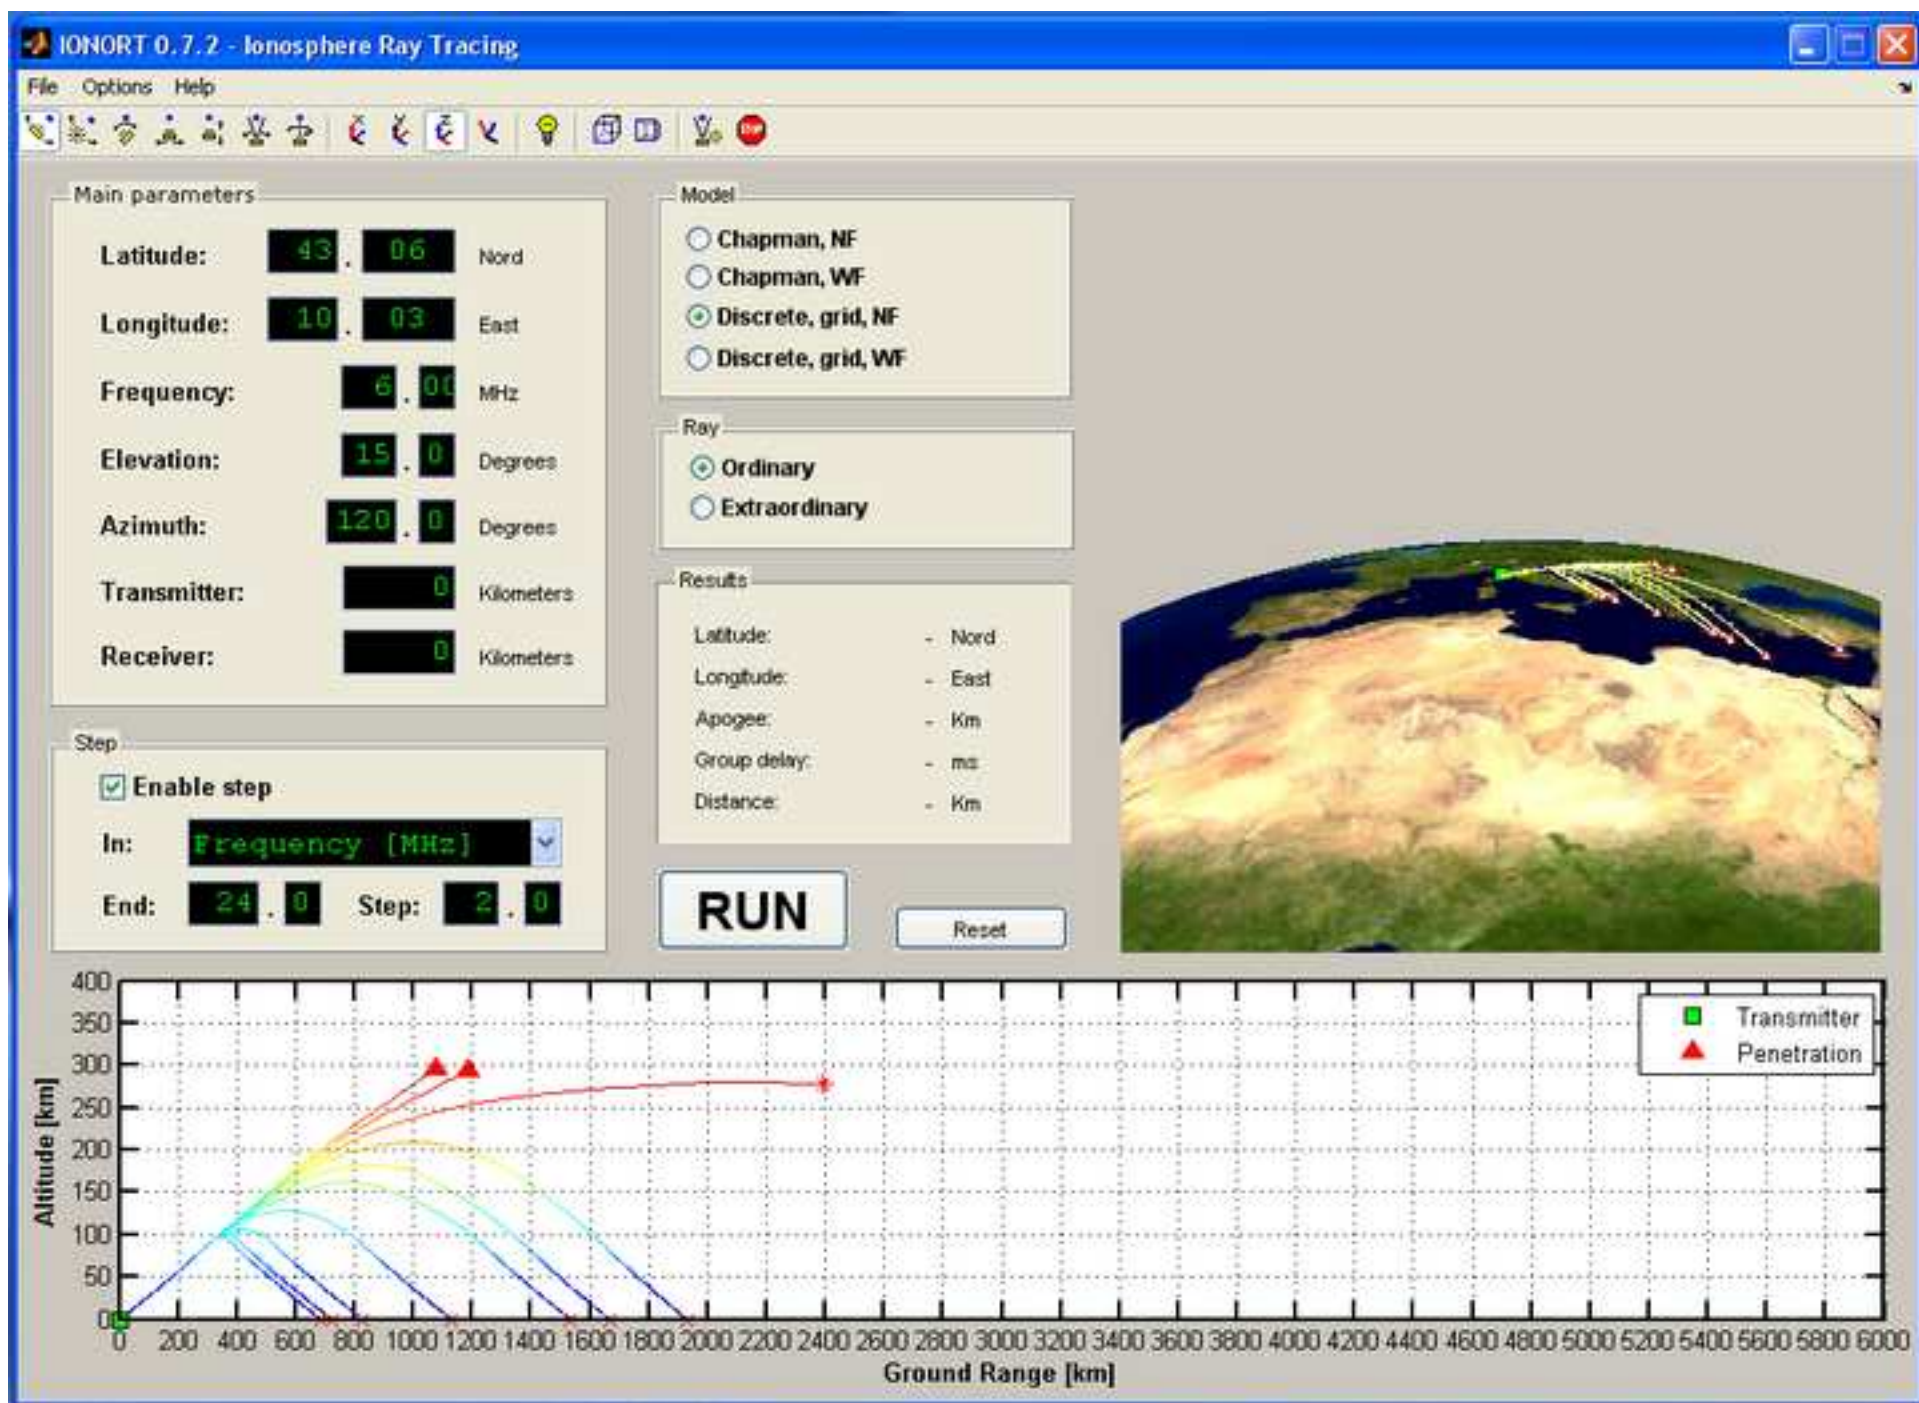 IONORT 0.7.2 - Ionosphere Ray Tracing
File Options Help
Main parameters
Latitude: 43 . 06 Nord
Longitude: 10 . 03 East
Frequency: 6 . 00 MHz
Elevation: 15 . 0 Degrees
Azimuth: 120 . 0 Degrees
Transmitter: 0 Kilometers
Receiver: 0 Kilometers
Step
Enable step
In: Frequency [MHz]
End: 24 . 0 Step: 2 . 0
Model
Chapman, NF
Chapman, WF
Discrete, grid, NF
Discrete, grid, WF
Ray
Ordinary
Extraordinary
Results
Latitude: - Nord
Longitude: - East
Apogee: - Km
Group delay: - ms
Distance: - Km
RUN
Reset
400
350
300
250
200
150
100
50
0
Altitude [km]
Transmitter
Penetration
0 200 400 600 800 1000 1200 1400 1600 1800 2000 2200 2400 2600 2800 3000 3200 3400 3600 3800 4000 4200 4400 4600 4800 5000 5200 5400 5600 5800 6000
Ground Range [km]